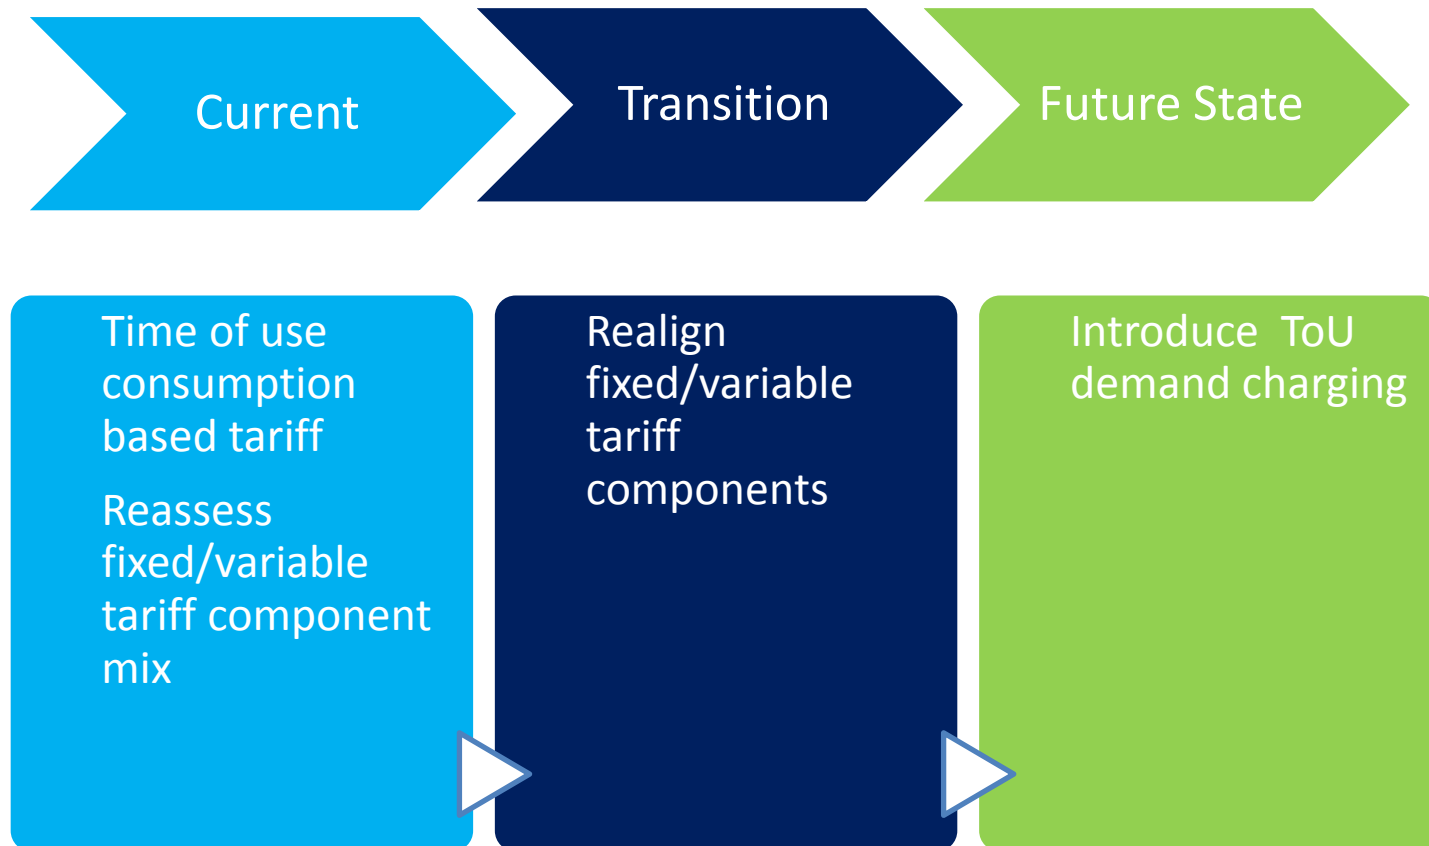 Current
Transition
Future State
Time of use
consumption
based tariff
Reassess
fixed/variable
tariff component
mix
Realign
fixed/variable
tariff
components
Introduce  ToU
demand charging